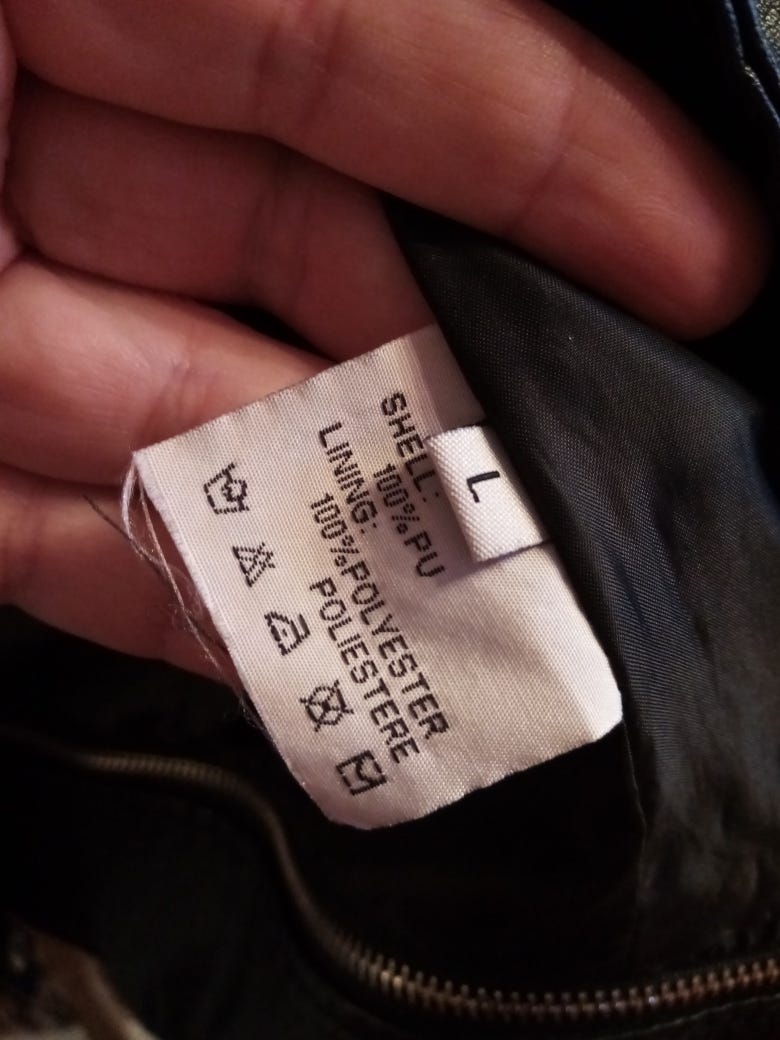 L
SHELL:
100%PU
LINING:
100%POLYESTER
POLIESTERE